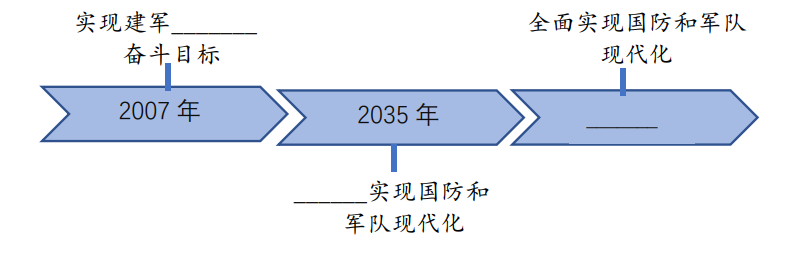 实现建军_______
奋斗目标
全面实现国防和军队
现代化
2007 年
2035 年
______
______实现国防和
军队现代化